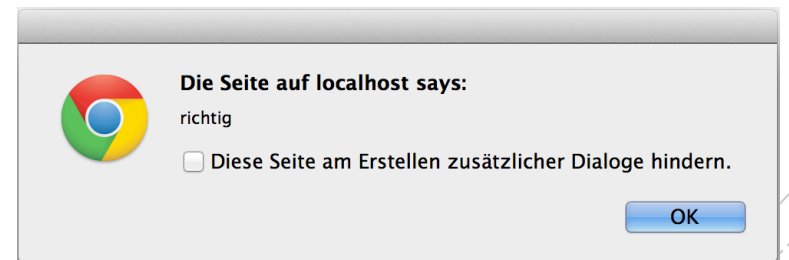 Die Seite auf localhost says:
richtig
Diese Seite am Erstellen zusätzlicher Dialoge hindern.
OK